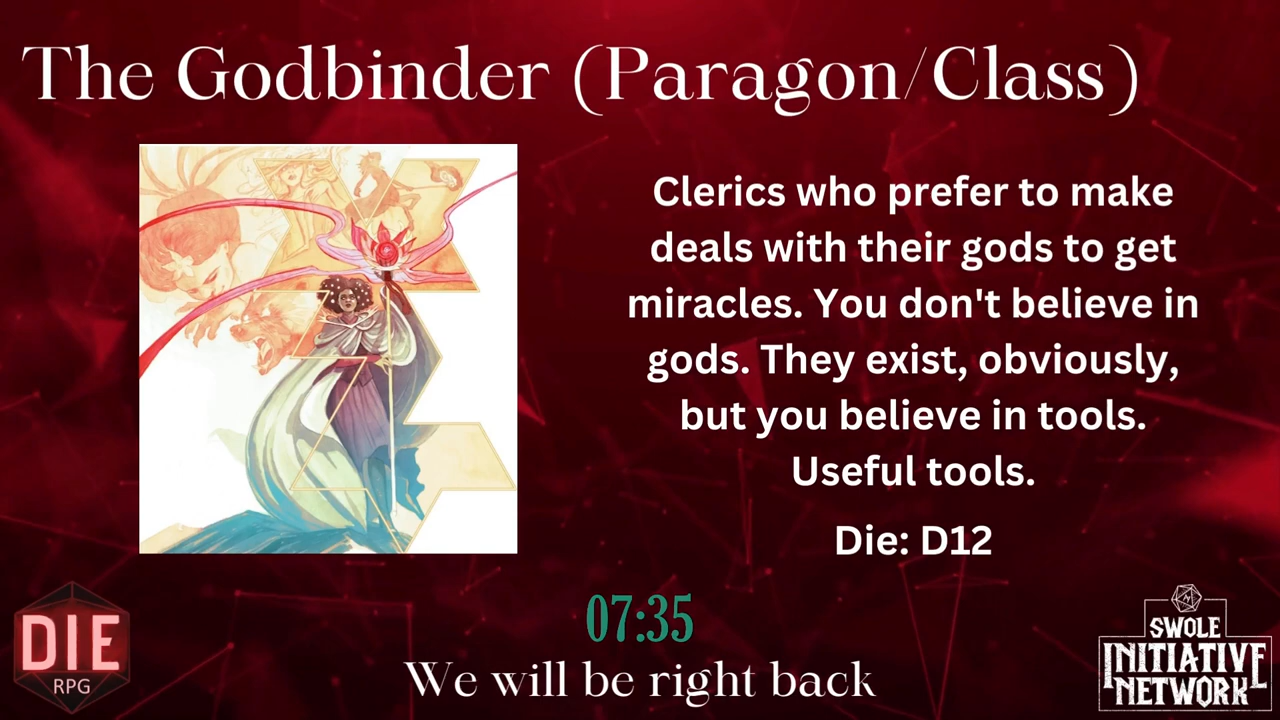 The Godbinder (Paragon/Class)
Clerics who prefer to make
deals with their gods to get
miracles. You don't believe in
gods. They exist, obviously,
but you believe in tools.
Useful tools.
Die: D12
07:35
We will be right back
DIE
RPG
SWOLE
INITIATIVE
NETWORK